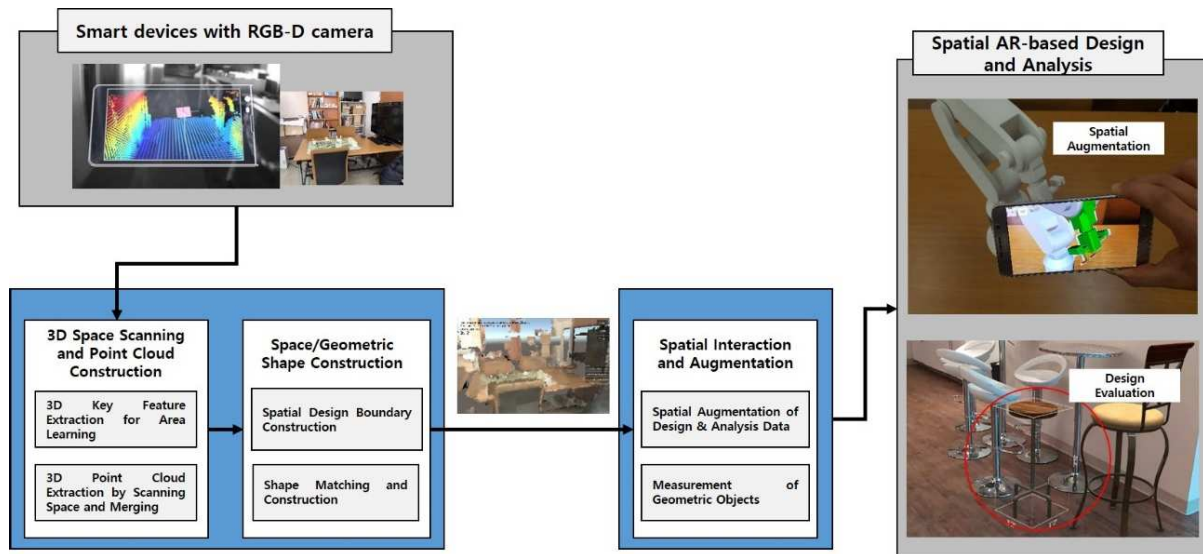 Smart devices with RGB-D camera
3D Space Scanning
and Point Cloud
Construction
3D Key Feature
Extraction for Area
Learning
3D Point Cloud
Extraction by Scanning
Space and Merging
Space/Geometric
Shape Construction
Spatial Design Boundary
Construction
Shape Matching and
Construction
Spatial Interaction
and Augmentation
Spatial Augmentation of
Design & Analysis Data
Measurement of
Geometric Objects
Spatial AR-based Design
and Analysis
Spatial
Augmentation
Design
Evaluation